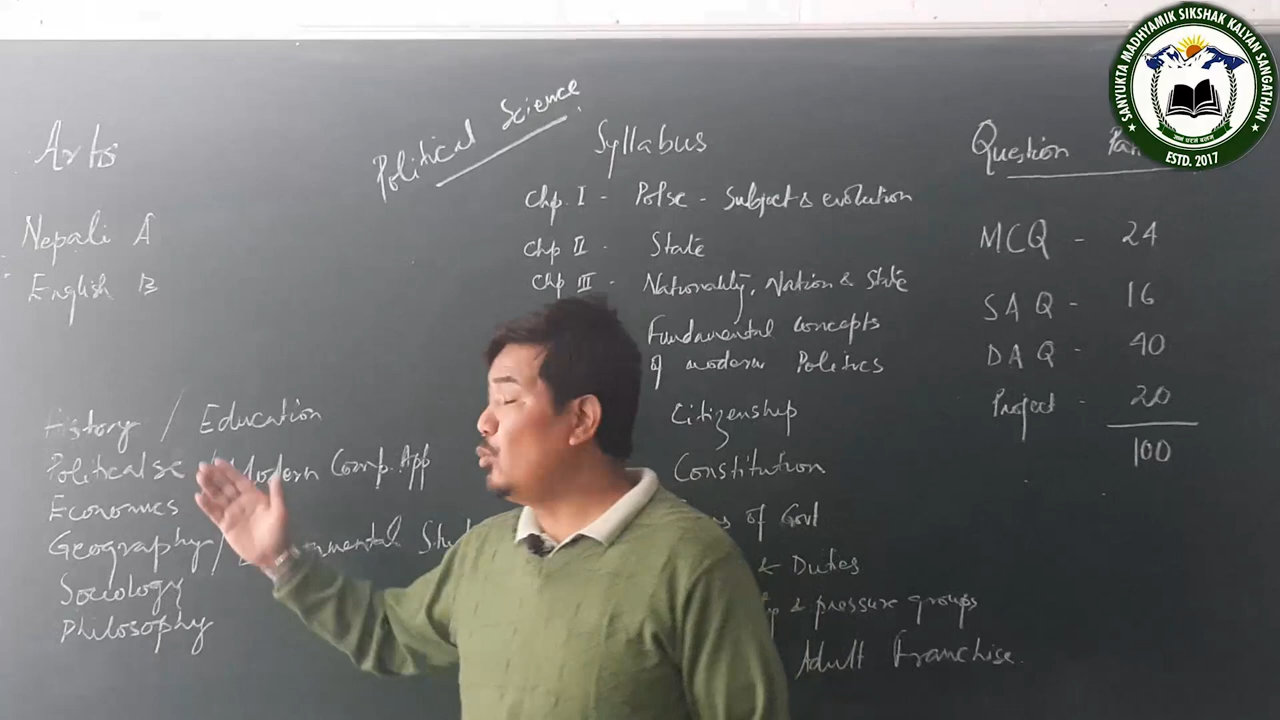 Arts
Nepali A
English B
History / Education
Political sc / Modern Comp. App
Economics
Geography /
Sociology
Philosophy
Political Science
Syllabus
Chp. I - Polsc - Subject & evolution
Chp II - State
Chp III - Nationality, Nation & State
Fundamental concepts
of modern Politics
Citizenship
Constitution
of Govt
& Duties
& pressure groups
Adult Franchise.
Question
MCQ - 24
SAQ - 16
DAQ - 40
Project - 20
100
SANYUKTA MADHYAMIK SIKSHAK KALYAN SANGATHAN
ESTD. 2017